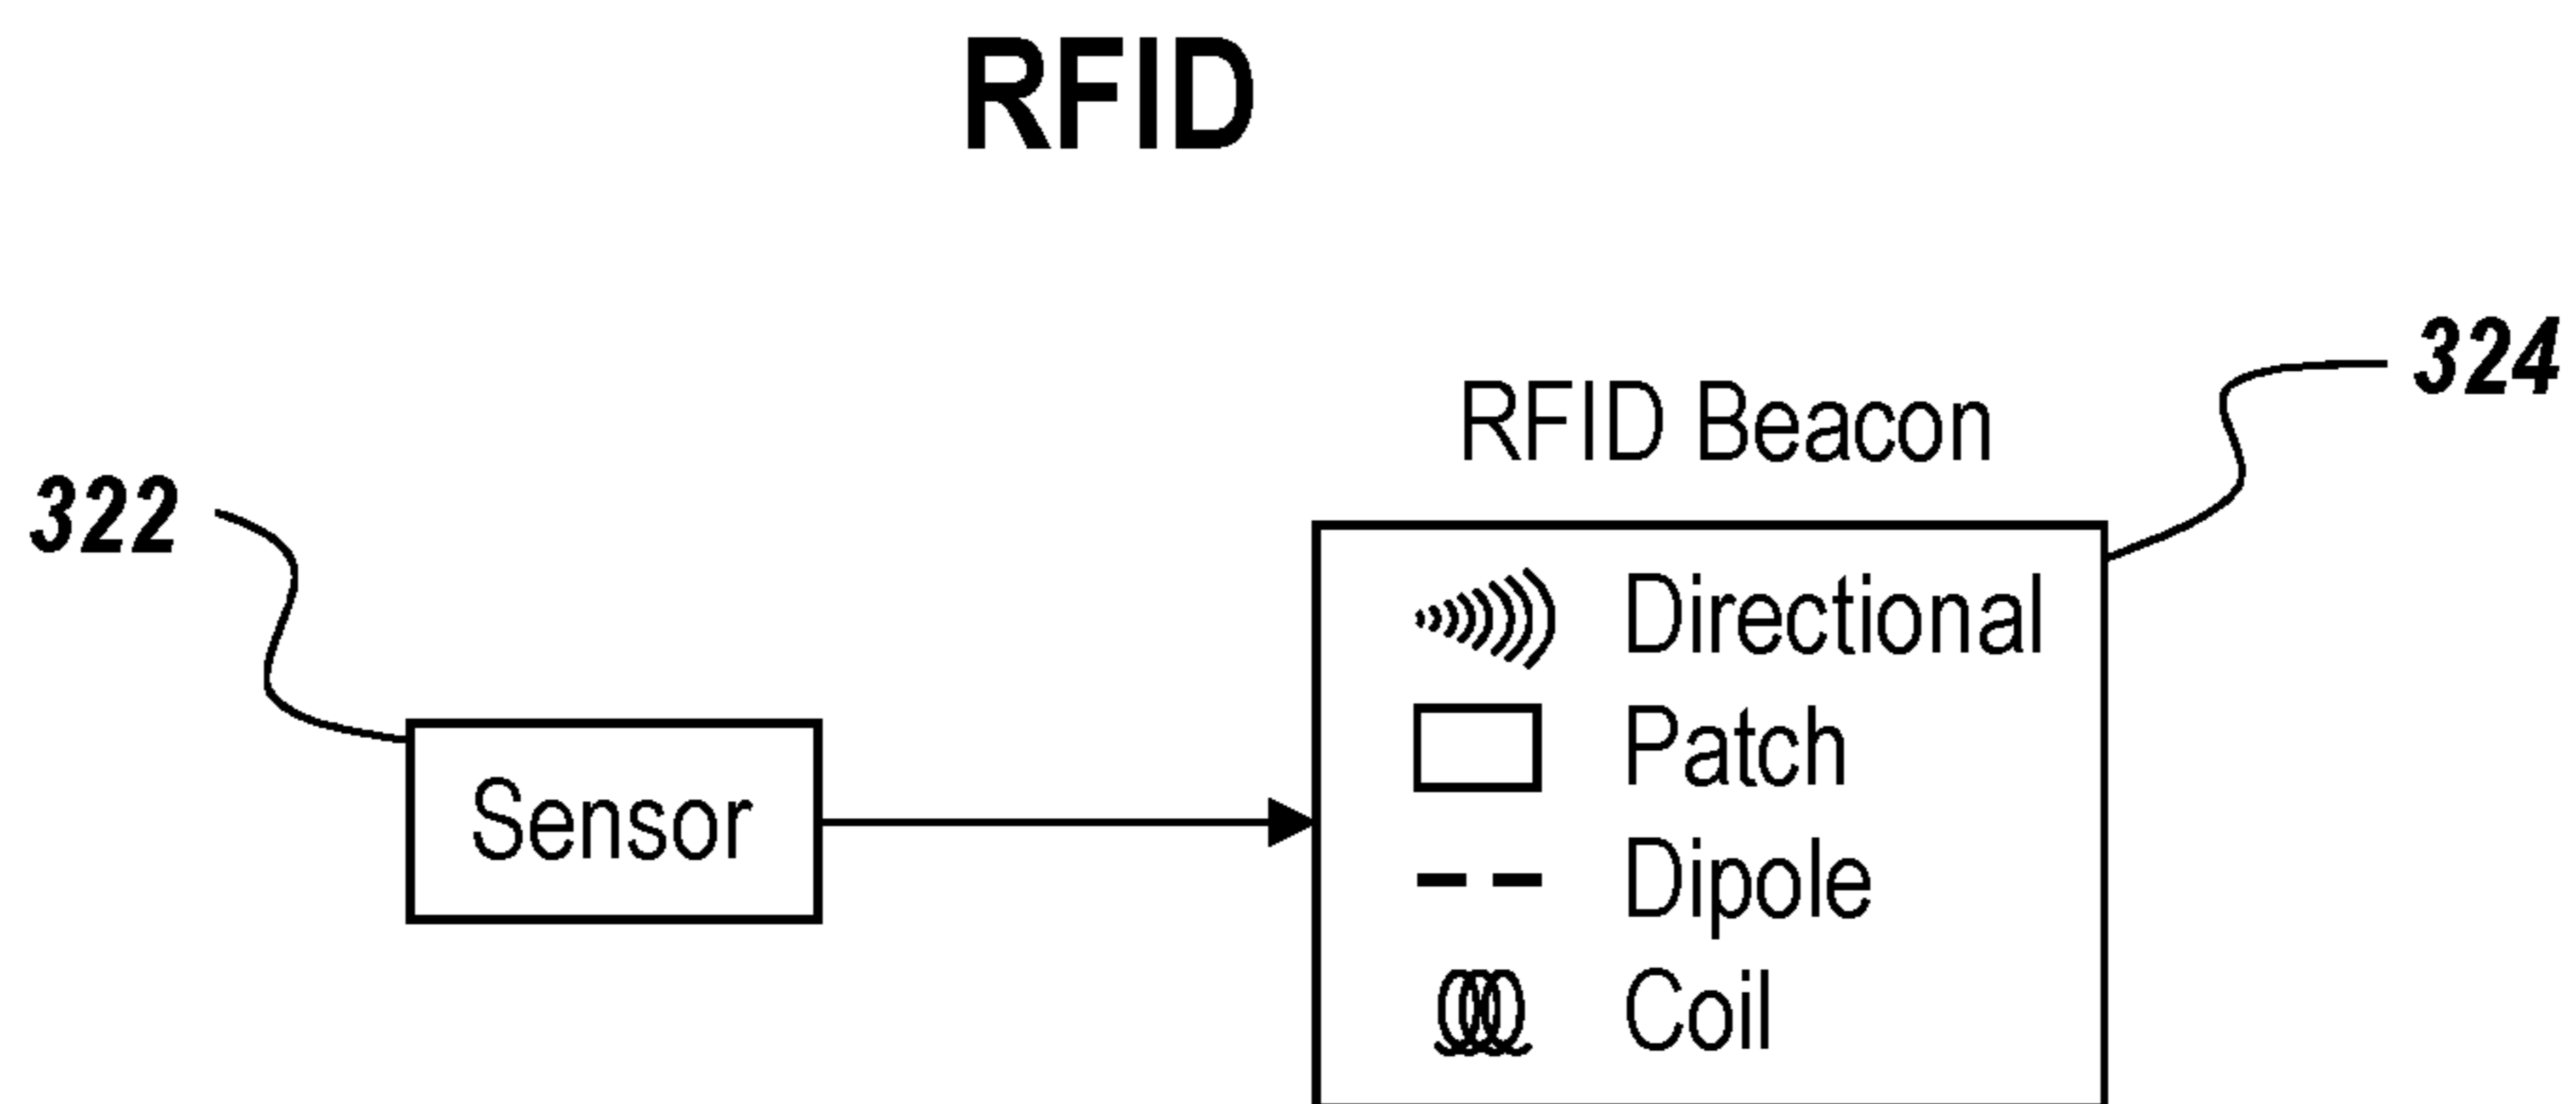 RFID
324
RFID Beacon
322
Directional
Patch
Sensor
Dipole
Coil